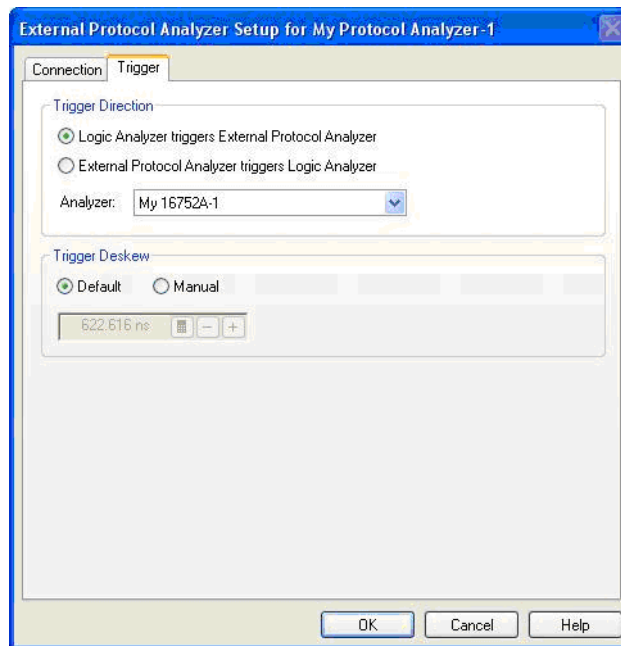 External Protocol Analyzer Setup for My Protocol Analyzer-1
Connection Trigger
Trigger Direction
Logic Analyzer triggers External Protocol Analyzer
External Protocol Analyzer triggers Logic Analyzer
Analyzer: My 16752A-1
Trigger Deskew
Default Manual
622.616 ns
OK Cancel Help